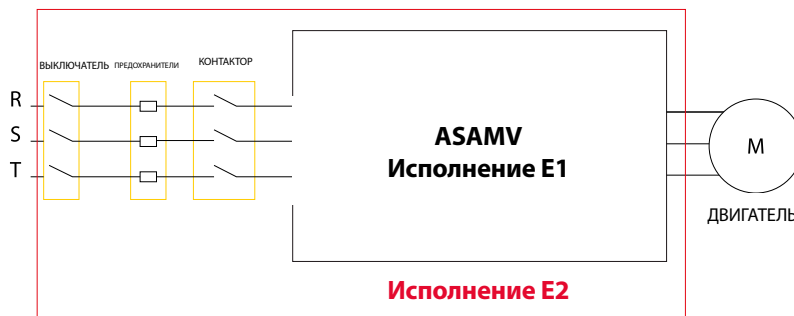 ВЫКЛЮЧАТЕЛЬ
ПРЕДОХРАНИТЕЛИ
КОНТАКТОР
R
S
T
ASAMV
Исполнение E1
M
ДВИГАТЕЛЬ
Исполнение E2